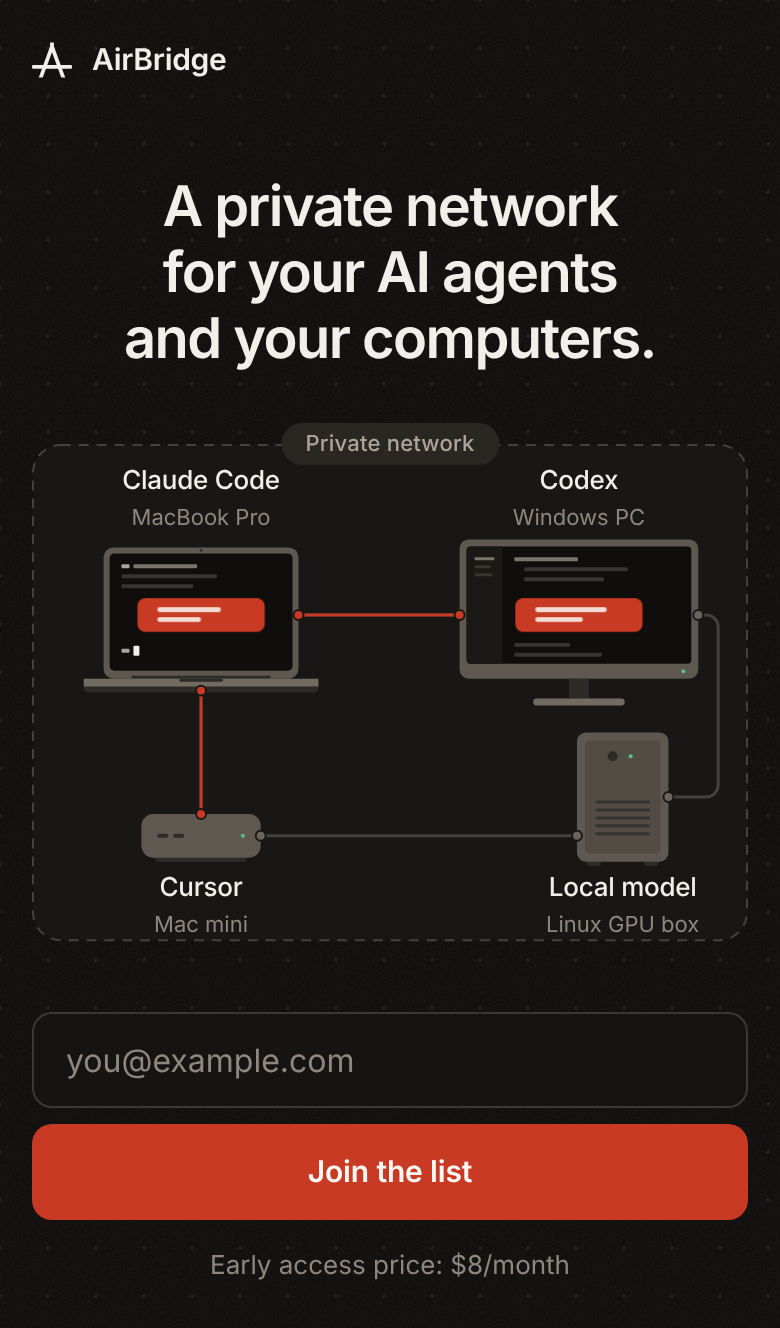 AirBridge
A private network
for your AI agents
and your computers.
Private network
Claude Code
MacBook Pro
Codex
Windows PC
Cursor
Mac mini
Local model
Linux GPU box
you@example.com
Join the list
Early access price: $8/month